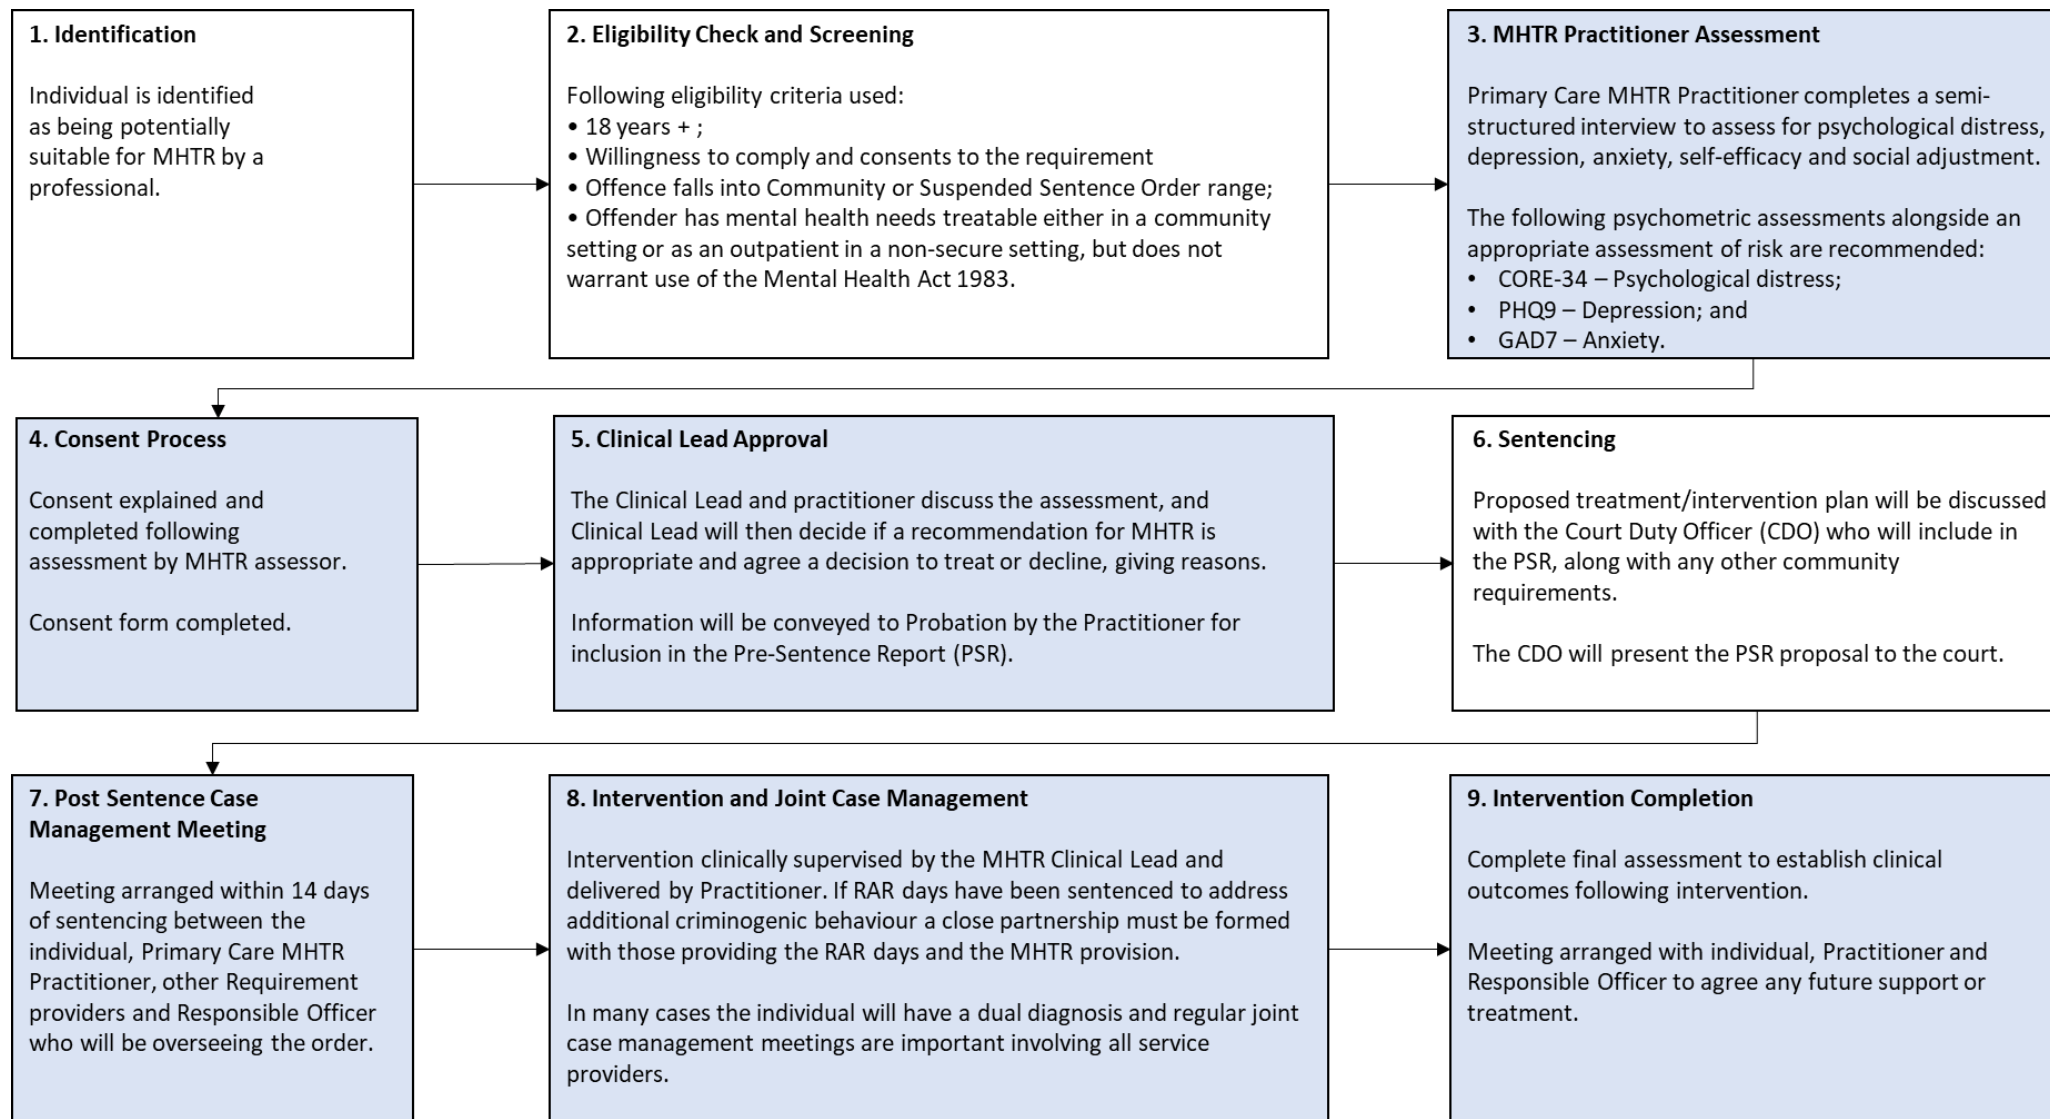 1. Identification
Individual is identified
as being potentially
suitable for MHTR by a
professional.
2. Eligibility Check and Screening
Following eligibility criteria used:
• 18 years + ;
• Willingness to comply and consents to the requirement
• Offence falls into Community or Suspended Sentence Order range;
• Offender has mental health needs treatable either in a community
setting or as an outpatient in a non-secure setting, but does not
warrant use of the Mental Health Act 1983.
3. MHTR Practitioner Assessment
Primary Care MHTR Practitioner completes a semi-
structured interview to assess for psychological distress,
depression, anxiety, self-efficacy and social adjustment.
The following psychometric assessments alongside an
appropriate assessment of risk are recommended:
• CORE-34 – Psychological distress;
• PHQ9 – Depression; and
• GAD7 – Anxiety.
4. Consent Process
Consent explained and
completed following
assessment by MHTR assessor.
Consent form completed.
5. Clinical Lead Approval
The Clinical Lead and practitioner discuss the assessment, and
Clinical Lead will then decide if a recommendation for MHTR is
appropriate and agree a decision to treat or decline, giving reasons.
Information will be conveyed to Probation by the Practitioner for
inclusion in the Pre-Sentence Report (PSR).
6. Sentencing
Proposed treatment/intervention plan will be discussed
with the Court Duty Officer (CDO) who will include in
the PSR, along with any other community
requirements.
The CDO will present the PSR proposal to the court.
7. Post Sentence Case
Management Meeting
Meeting arranged within 14 days
of sentencing between the
individual, Primary Care MHTR
Practitioner, other Requirement
providers and Responsible Officer
who will be overseeing the order.
8. Intervention and Joint Case Management
Intervention clinically supervised by the MHTR Clinical Lead and
delivered by Practitioner. If RAR days have been sentenced to address
additional criminogenic behaviour a close partnership must be formed
with those providing the RAR days and the MHTR provision.
In many cases the individual will have a dual diagnosis and regular joint
case management meetings are important involving all service
providers.
9. Intervention Completion
Complete final assessment to establish clinical
outcomes following intervention.
Meeting arranged with individual, Practitioner and
Responsible Officer to agree any future support or
treatment.